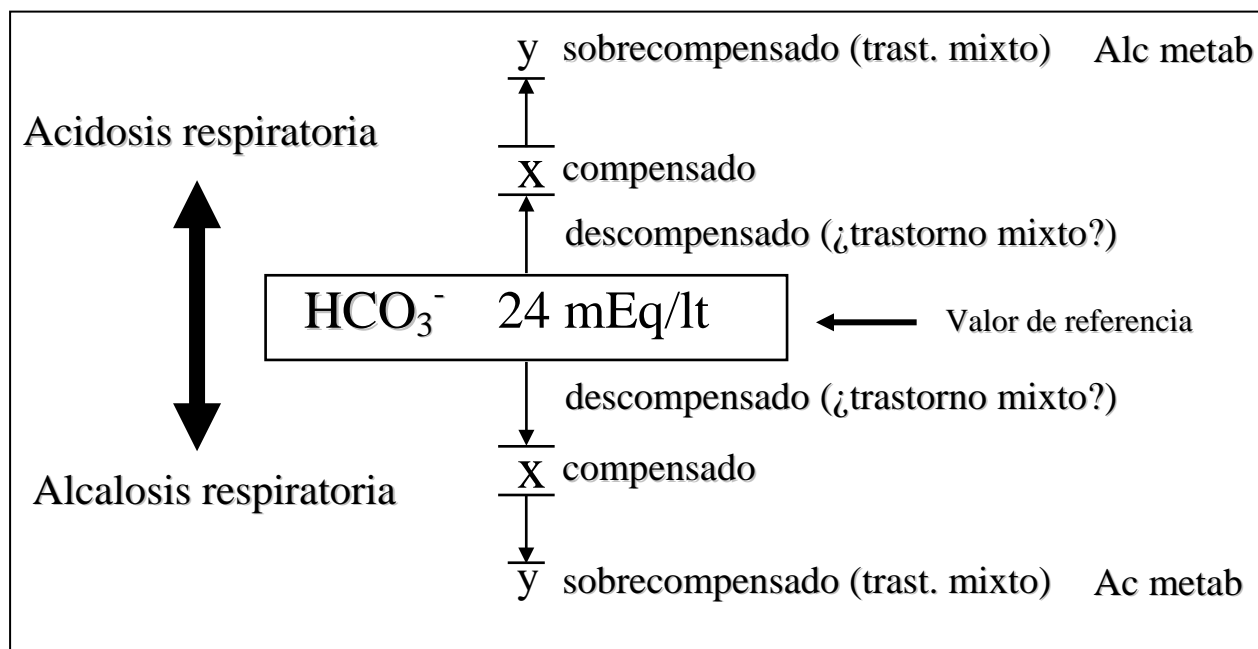 y sobrecompensado (trast. mixto) Alc metab
Acidosis respiratoria
x compensado
descompensado (¿trastorno mixto?)
HCO₃⁻ 24 mEq/lt
Valor de referencia
descompensado (¿trastorno mixto?)
x compensado
Alcalosis respiratoria
y sobrecompensado (trast. mixto) Ac metab